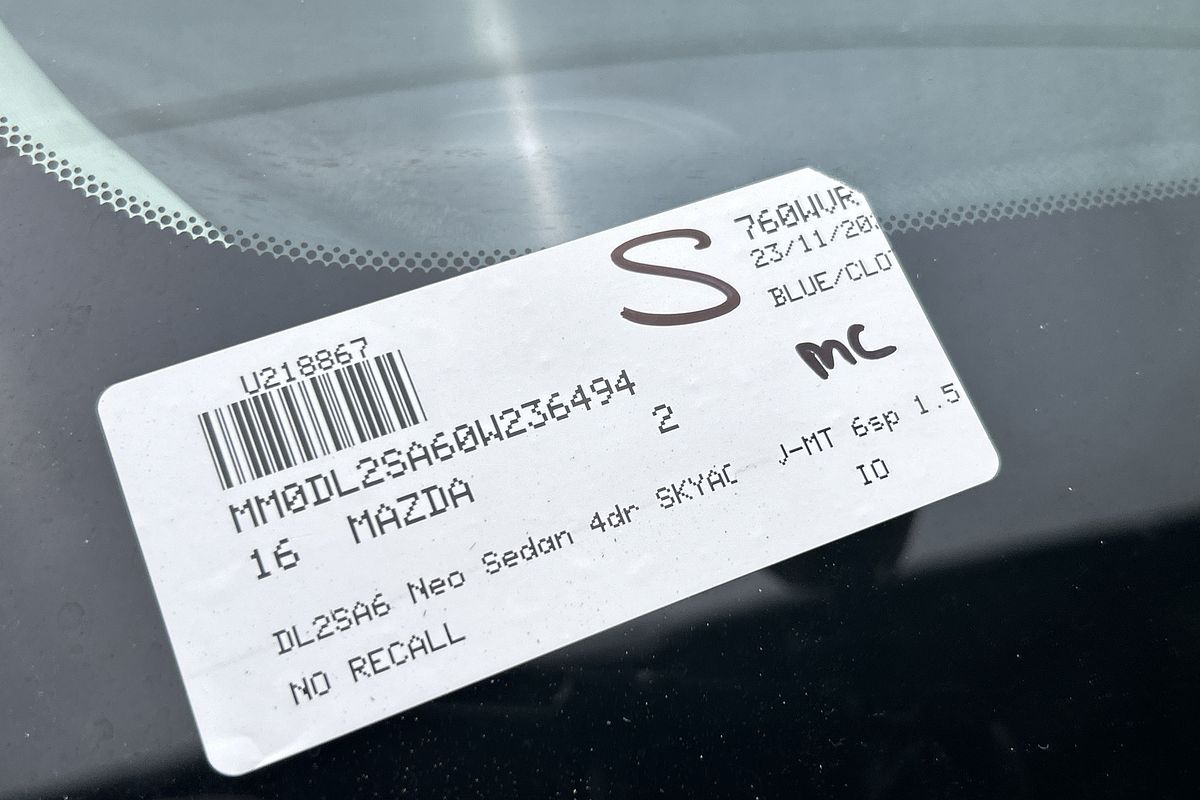 S
760WVR
23/11/20
BLUE/CLO
U218867
MC
MM0DL2SA60W236494
2
16 MAZDA
DL2SA6 Neo Sedan 4dr SKYAC J-MT 6sp 1.5
IO
NO RECALL